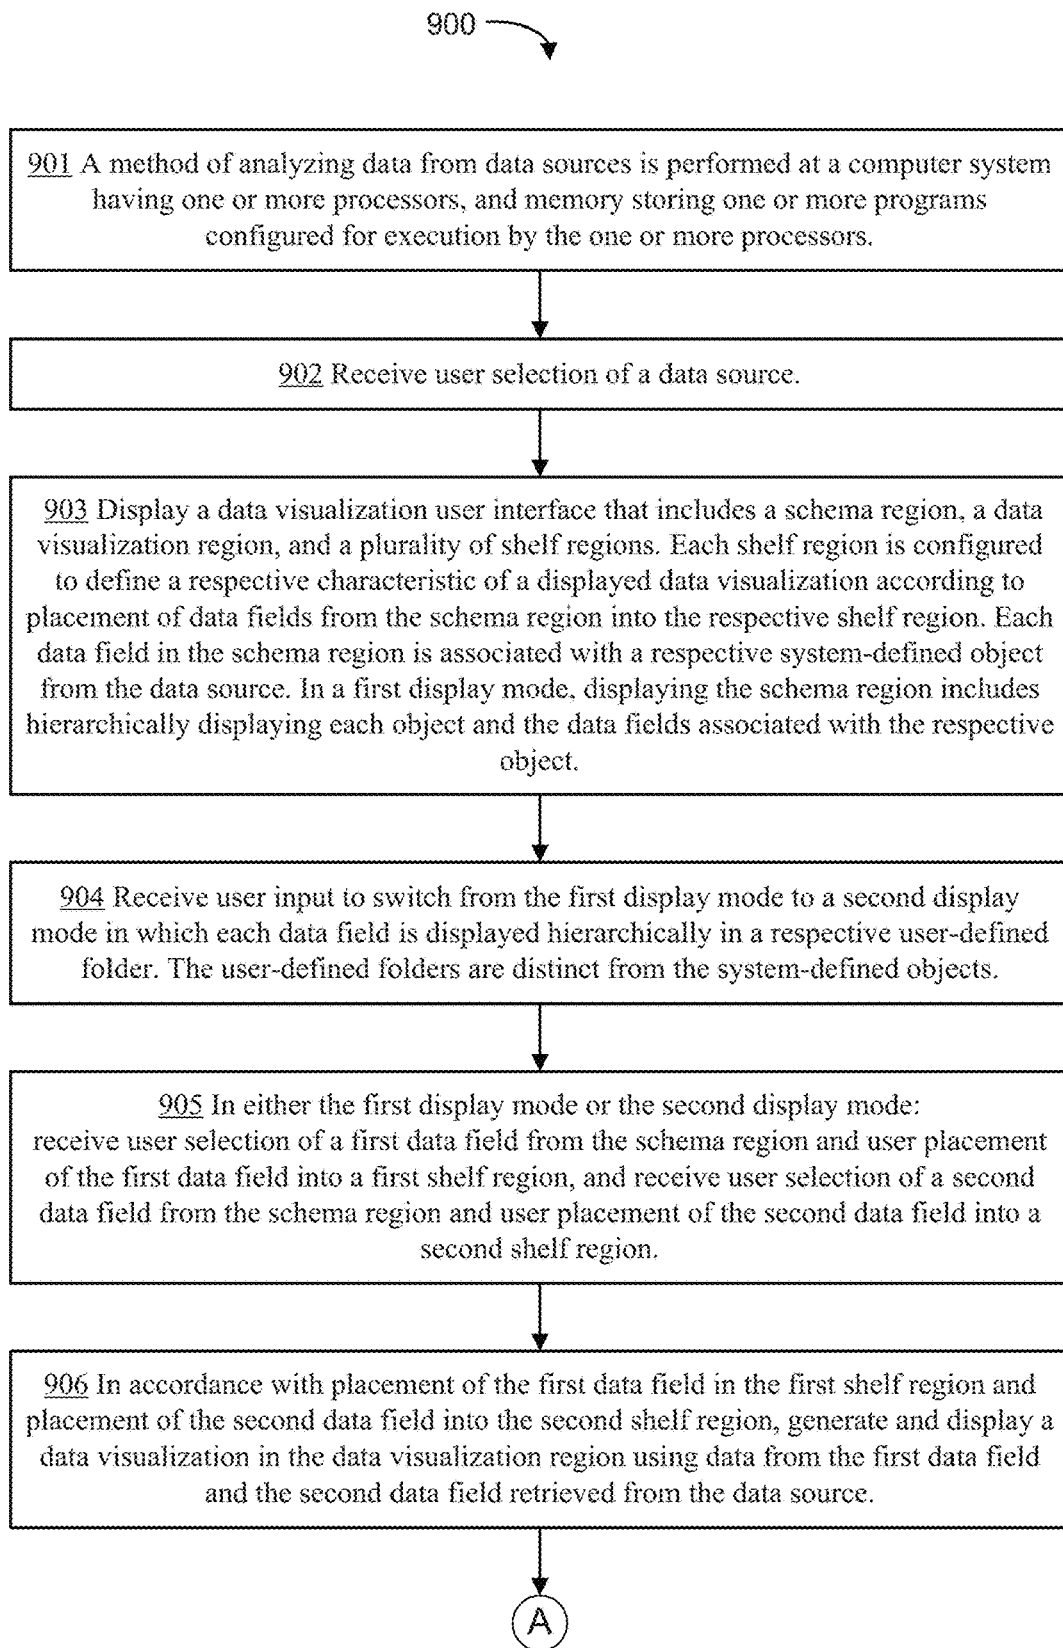 900
901 A method of analyzing data from data sources is performed at a computer system
having one or more processors, and memory storing one or more programs
configured for execution by the one or more processors.
902 Receive user selection of a data source.
903 Display a data visualization user interface that includes a schema region, a data
visualization region, and a plurality of shelf regions. Each shelf region is configured
to define a respective characteristic of a displayed data visualization according to
placement of data fields from the schema region into the respective shelf region. Each
data field in the schema region is associated with a respective system-defined object
from the data source. In a first display mode, displaying the schema region includes
hierarchically displaying each object and the data fields associated with the respective
object.
904 Receive user input to switch from the first display mode to a second display
mode in which each data field is displayed hierarchically in a respective user-defined
folder. The user-defined folders are distinct from the system-defined objects.
905 In either the first display mode or the second display mode:
receive user selection of a first data field from the schema region and user placement
of the first data field into a first shelf region, and receive user selection of a second
data field from the schema region and user placement of the second data field into a
second shelf region.
906 In accordance with placement of the first data field in the first shelf region and
placement of the second data field into the second shelf region, generate and display a
data visualization in the data visualization region using data from the first data field
and the second data field retrieved from the data source.
A